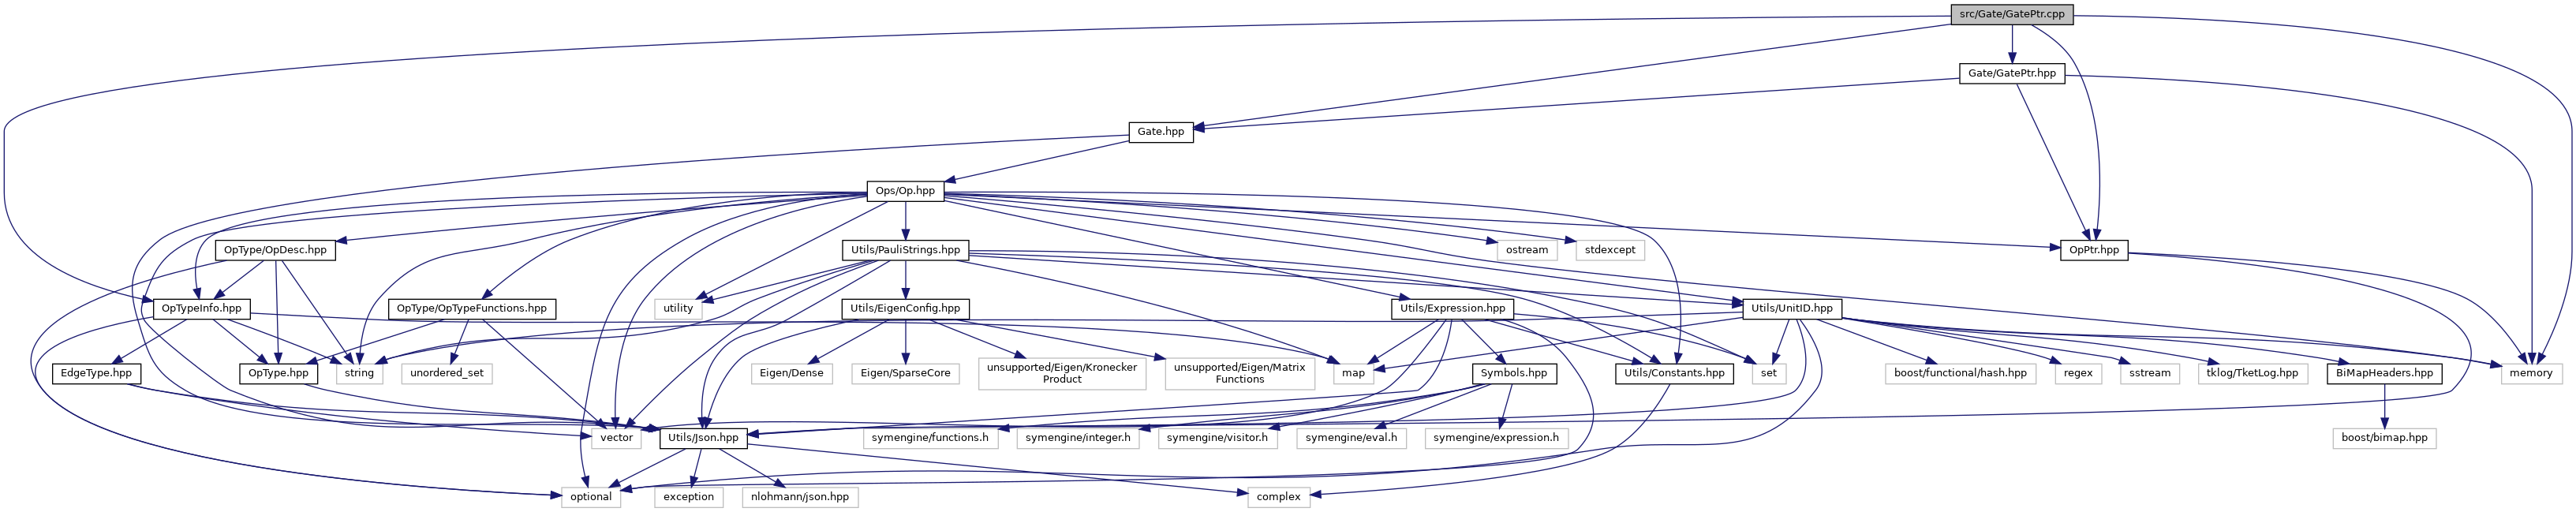 src/Gate/GatePtr.cpp
Gate/GatePtr.hpp
Gate.hpp
Ops/Op.hpp
OpType/OpDesc.hpp
Utils/PauliStrings.hpp
ostream
stdexcept
OpPtr.hpp
OpTypeInfo.hpp
OpType/OpTypeFunctions.hpp
utility
Utils/EigenConfig.hpp
Utils/Expression.hpp
Utils/UnitID.hpp
EdgeType.hpp
OpType.hpp
string
unordered_set
Eigen/Dense
Eigen/SparseCore
unsupported/Eigen/Kronecker
Product
unsupported/Eigen/Matrix
Functions
map
Symbols.hpp
Utils/Constants.hpp
set
boost/functional/hash.hpp
regex
sstream
tklog/TketLog.hpp
BiMapHeaders.hpp
memory
vector
Utils/Json.hpp
symengine/functions.h
symengine/integer.h
symengine/visitor.h
symengine/eval.h
symengine/expression.h
boost/bimap.hpp
optional
exception
nlohmann/json.hpp
complex